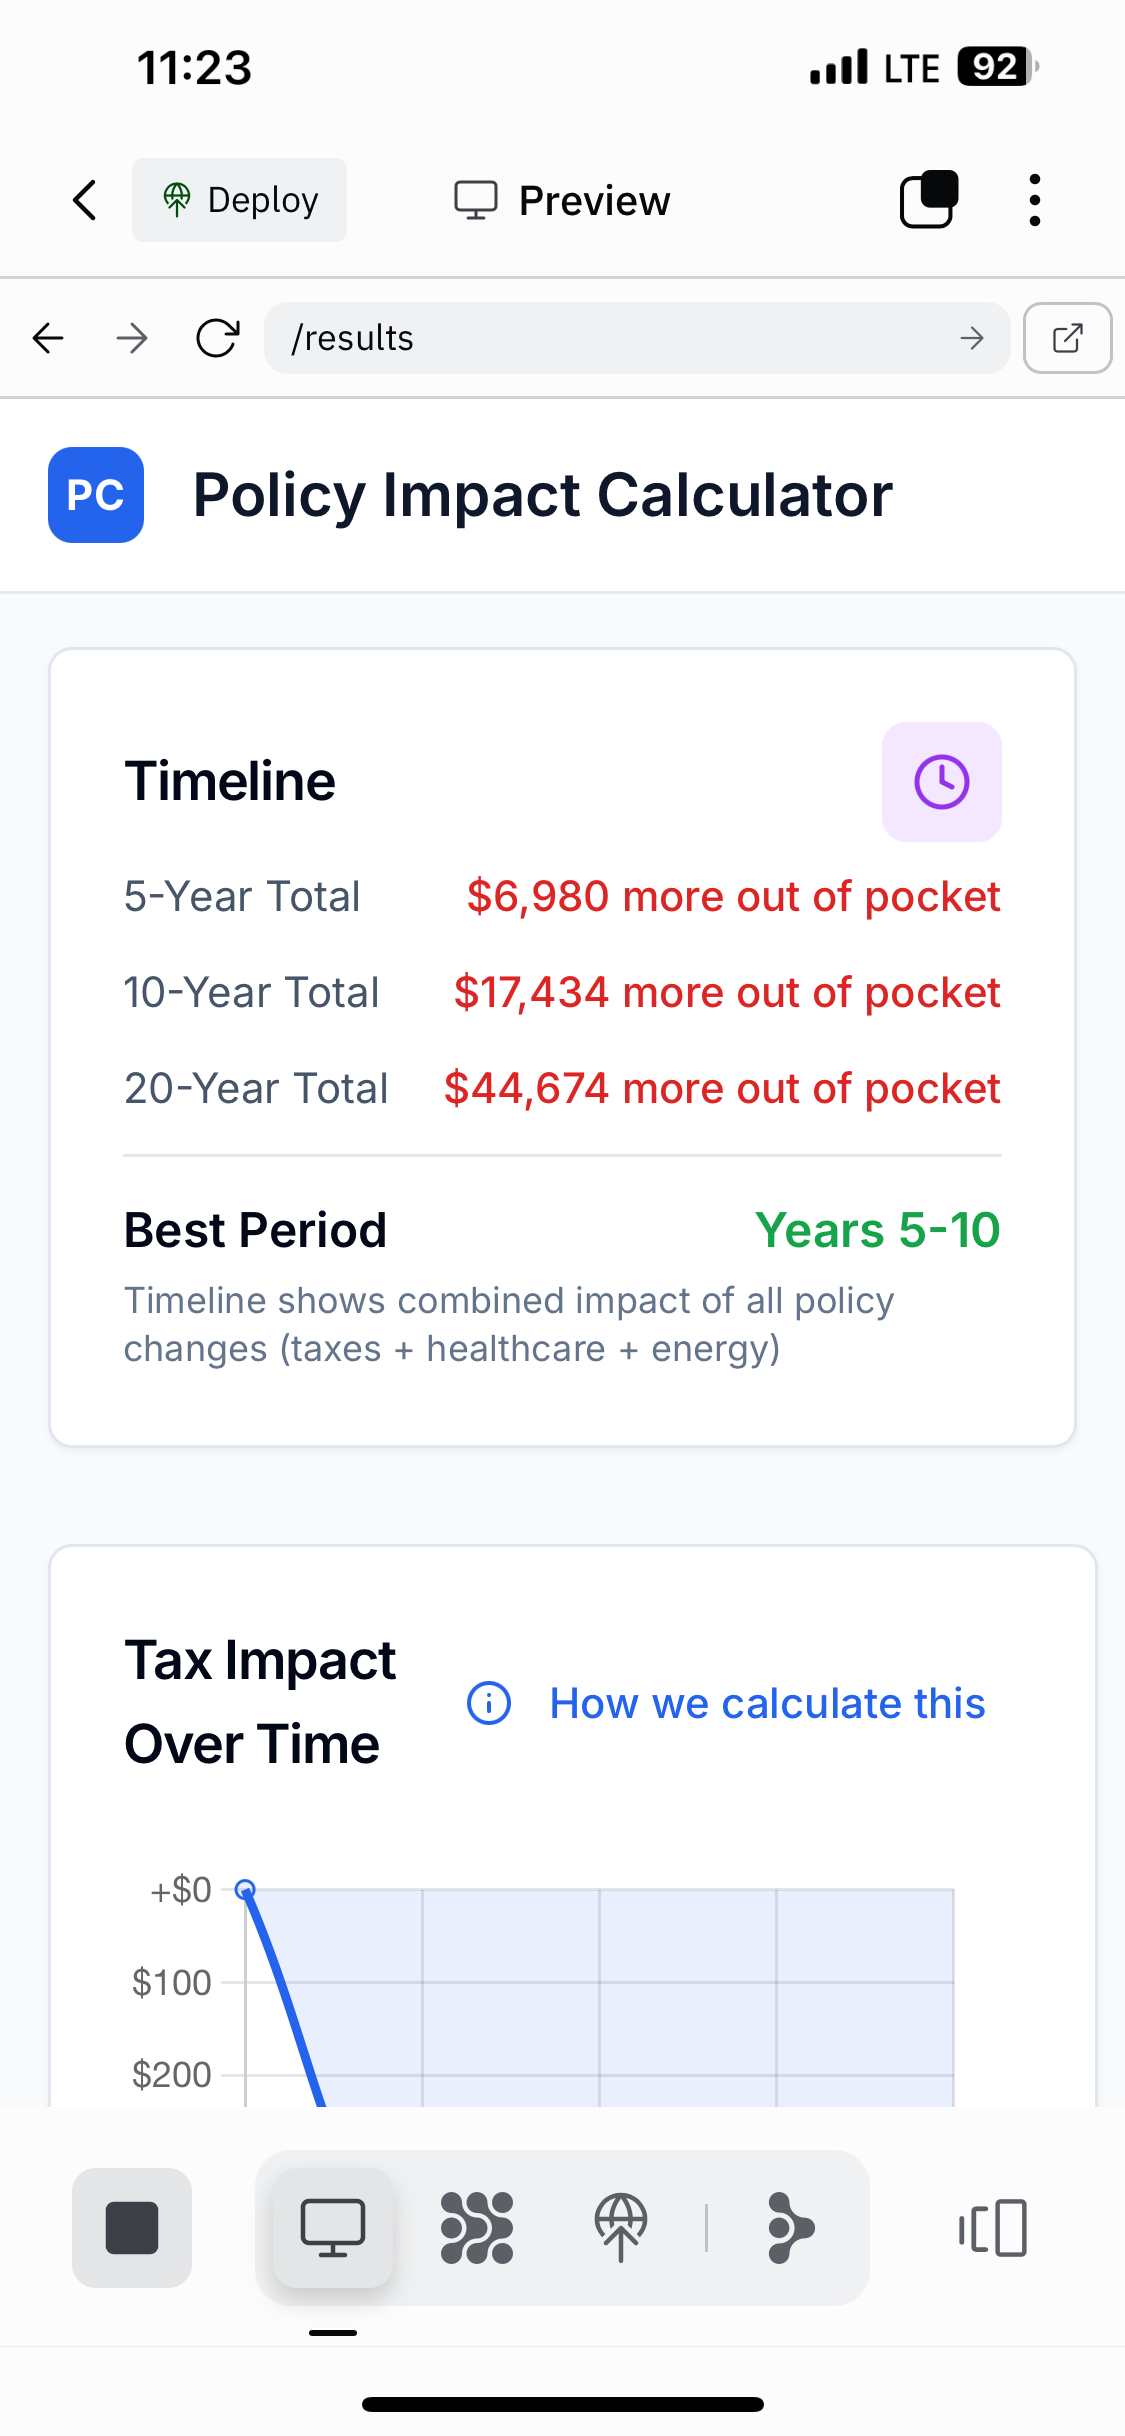 11:23
LTE 92
Deploy
Preview
/results
PC
Policy Impact Calculator
Timeline
5-Year Total $6,980 more out of pocket
10-Year Total $17,434 more out of pocket
20-Year Total $44,674 more out of pocket
Best Period Years 5-10
Timeline shows combined impact of all policy
changes (taxes + healthcare + energy)
Tax Impact
Over Time
How we calculate this
+$0
$100
$200